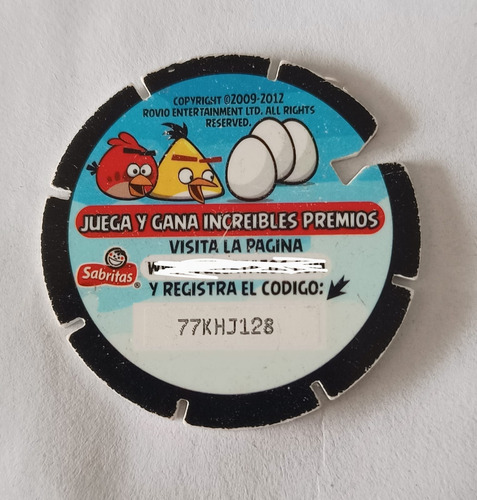 COPYRIGHT ©2009-2012
ROVIO ENTERTAINMENT LTD. ALL RIGHTS
RESERVED.
JUEGA Y GANA INCREIBLES PREMIOS
VISITA LA PAGINA
Sabritas®
Y REGISTRA EL CODIGO:
77KHJ128